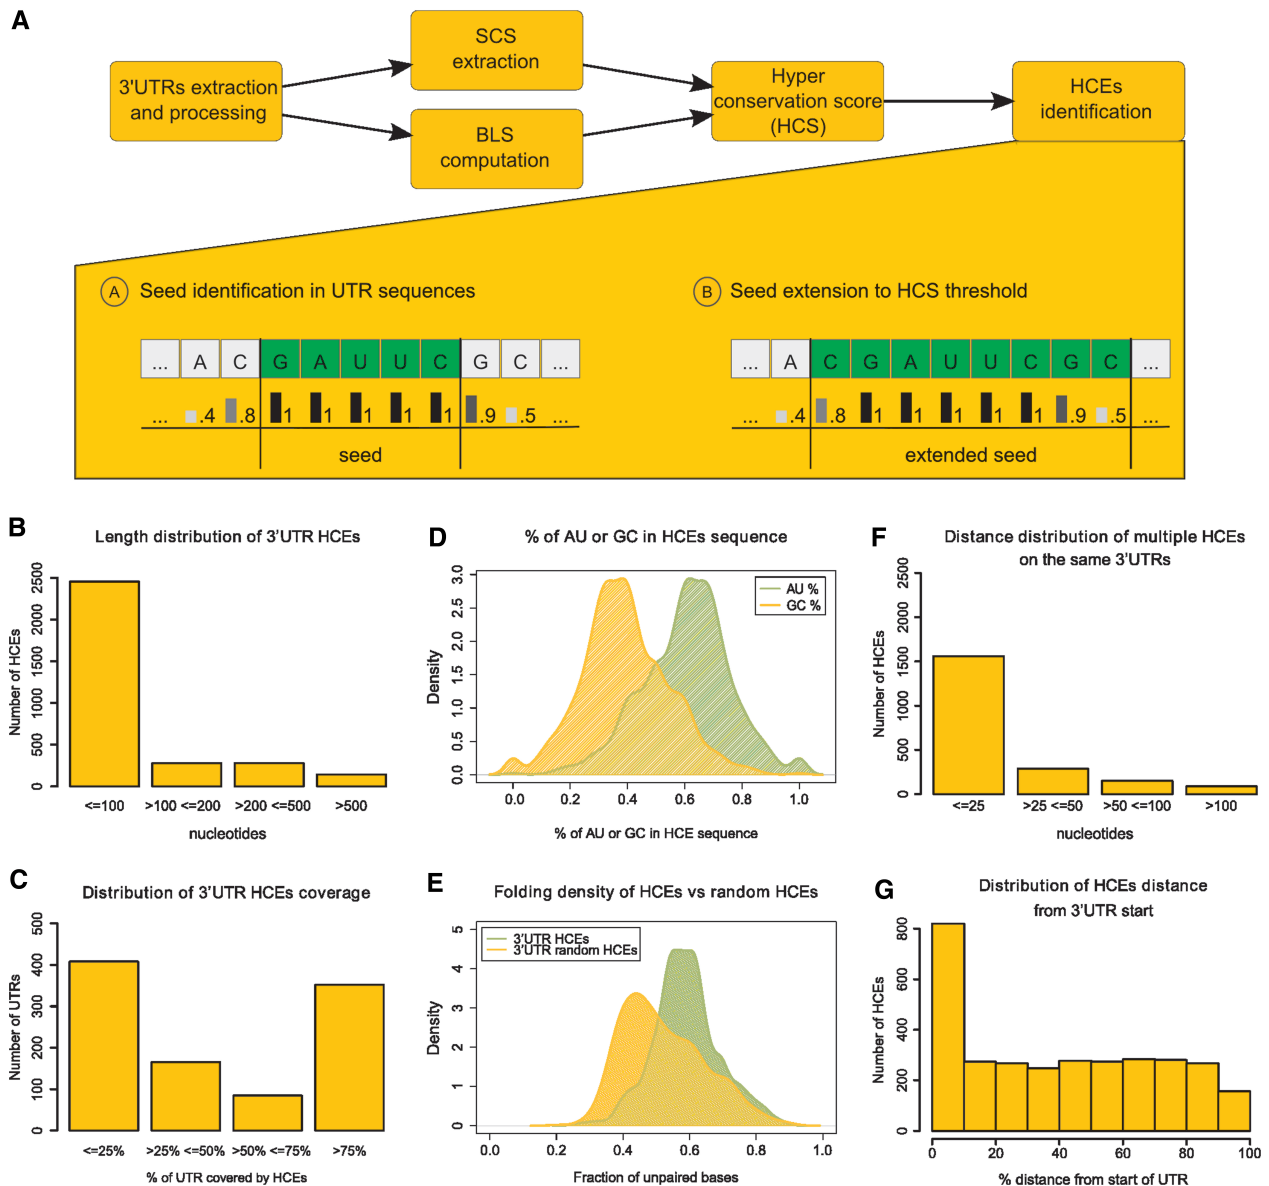 A
3'UTRs extraction
and processing
SCS
extraction
BLS
computation
Hyper
conservation score
(HCS)
HCEs
identification
A Seed identification in UTR sequences
... A C G A U U C G C ...
... .4 .8 1 1 1 1 1 .9 .5 ...
seed
B Seed extension to HCS threshold
... A C G A U U C G C ...
... .4 .8 1 1 1 1 1 .9 .5 ...
extended seed
B
Length distribution of 3'UTR HCEs
Number of HCEs
2500
2000
1500
1000
500
0
<=100 >100 <=200 >200 <=500 >500
nucleotides
C
Distribution of 3'UTR HCEs coverage
Number of UTRs
500
400
300
200
100
0
<=25% >25% <=50% >50% <=75% >75%
% of UTR covered by HCEs
D
% of AU or GC in HCEs sequence
Density
3.0
2.5
2.0
1.5
1.0
0.5
0.0
AU %
GC %
0.0 0.2 0.4 0.6 0.8 1.0
% of AU or GC in HCE sequence
E
Folding density of HCEs vs random HCEs
Density
5
4
3
2
1
0
3'UTR HCEs
3'UTR random HCEs
0.0 0.2 0.4 0.6 0.8 1.0
Fraction of unpaired bases
F
Distance distribution of multiple HCEs
on the same 3'UTRs
Number of HCEs
2500
2000
1500
1000
500
0
<=25 >25 <=50 >50 <=100 >100
nucleotides
G
Distribution of HCEs distance
from 3'UTR start
Number of HCEs
800
600
400
200
0
0 20 40 60 80 100
% distance from start of UTR